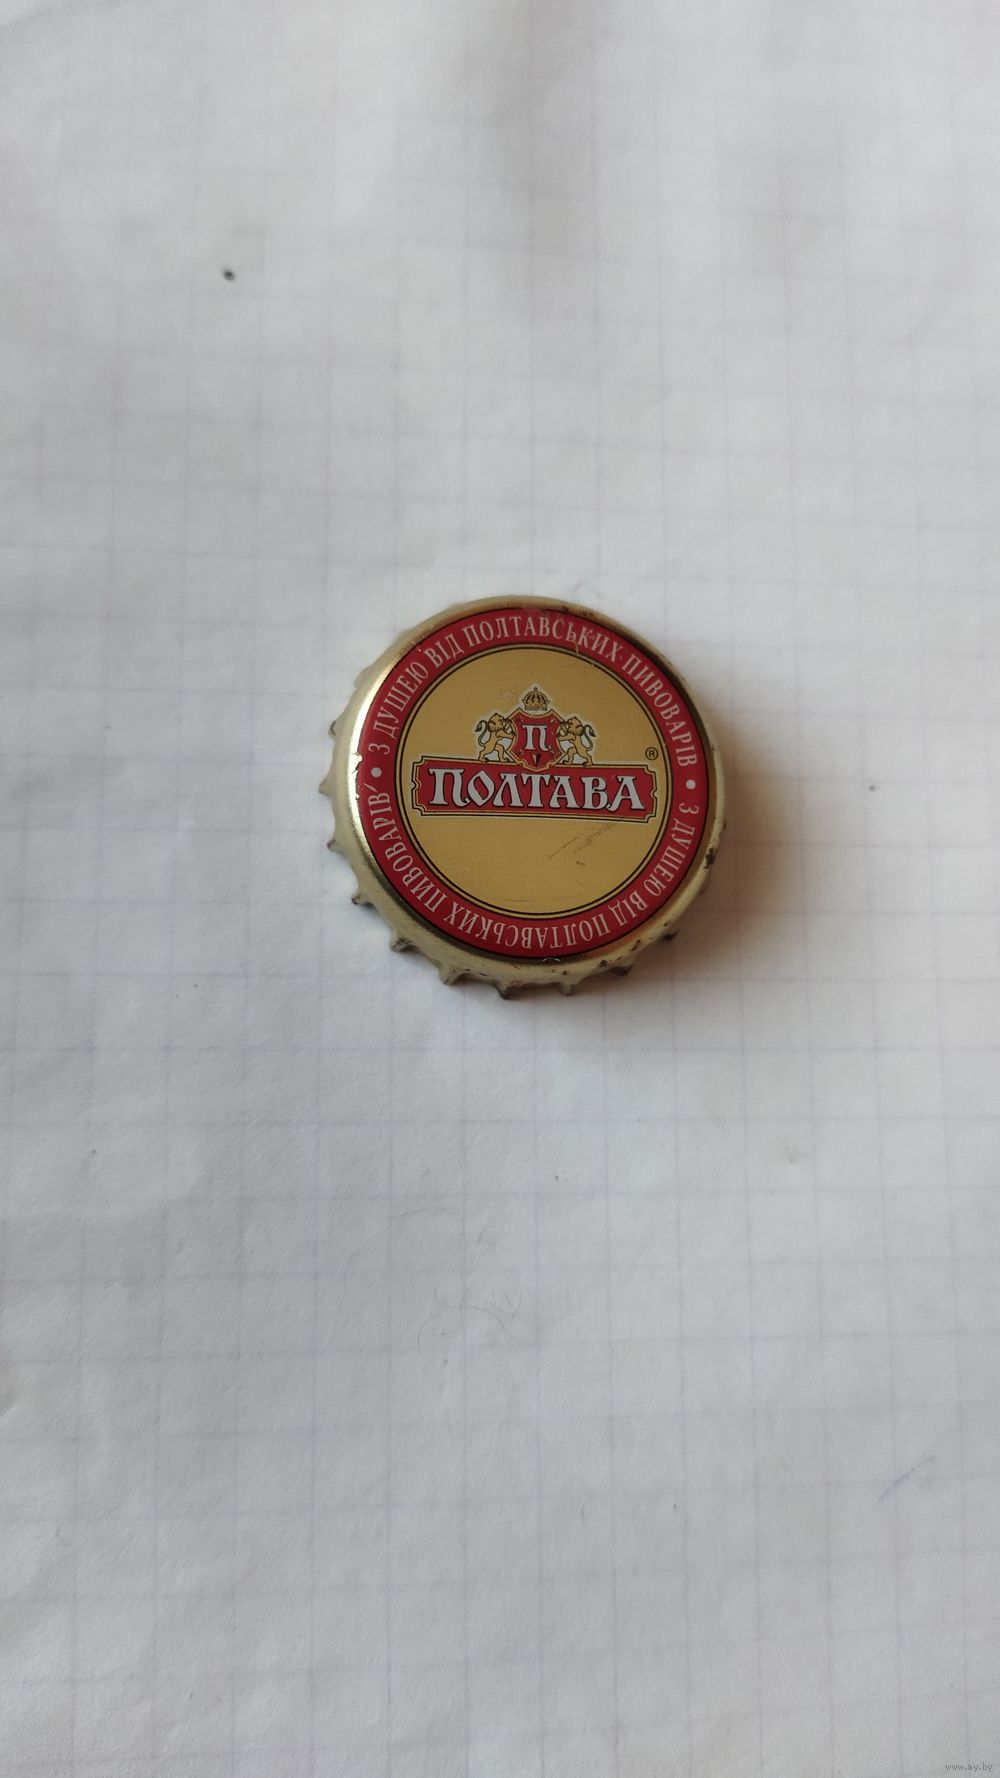 З ДУШЕЮ ВІД ПОЛТАВСЬКИХ ПИВОВАРІВ •
З ДУШЕЮ ВІД ПОЛТАВСЬКИХ ПИВОВАРІВ •
П
ПОЛТАВА ®
www.ay.by